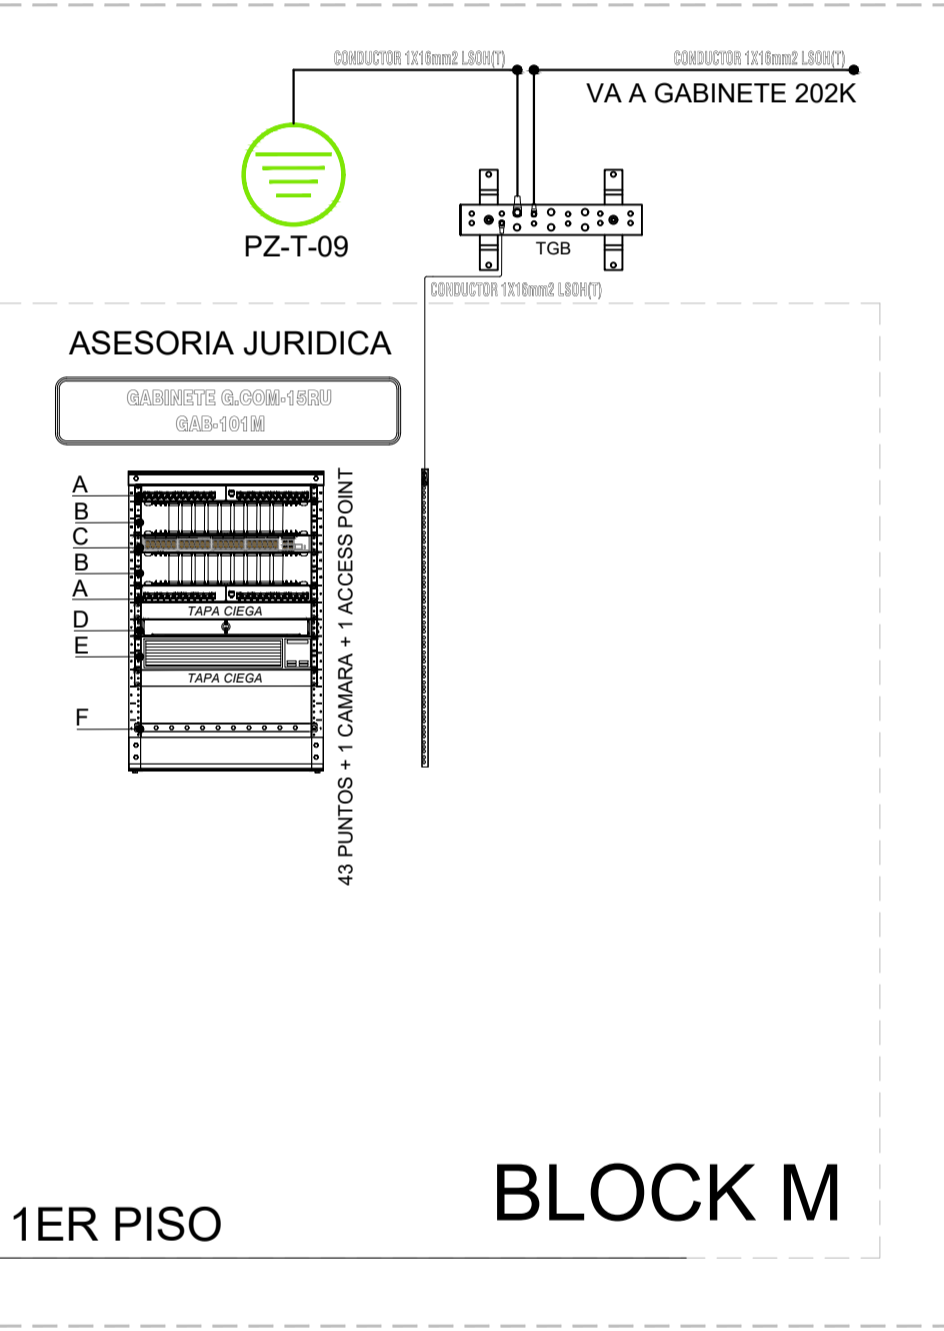 CONDUCTOR 1X16mm2 LSOH(T)
CONDUCTOR 1X16mm2 LSOH(T)
VA A GABINETE 202K
PZ-T-09
TGB
CONDUCTOR 1X16mm2 LSOH(T)
ASESORIA JURIDICA
GABINETE G.COM-15RU
GAB-101M
A
B
C
B
A
TAPA CIEGA
D
E
TAPA CIEGA
F
43 PUNTOS + 1 CAMARA + 1 ACCESS POINT
BLOCK M
1ER PISO